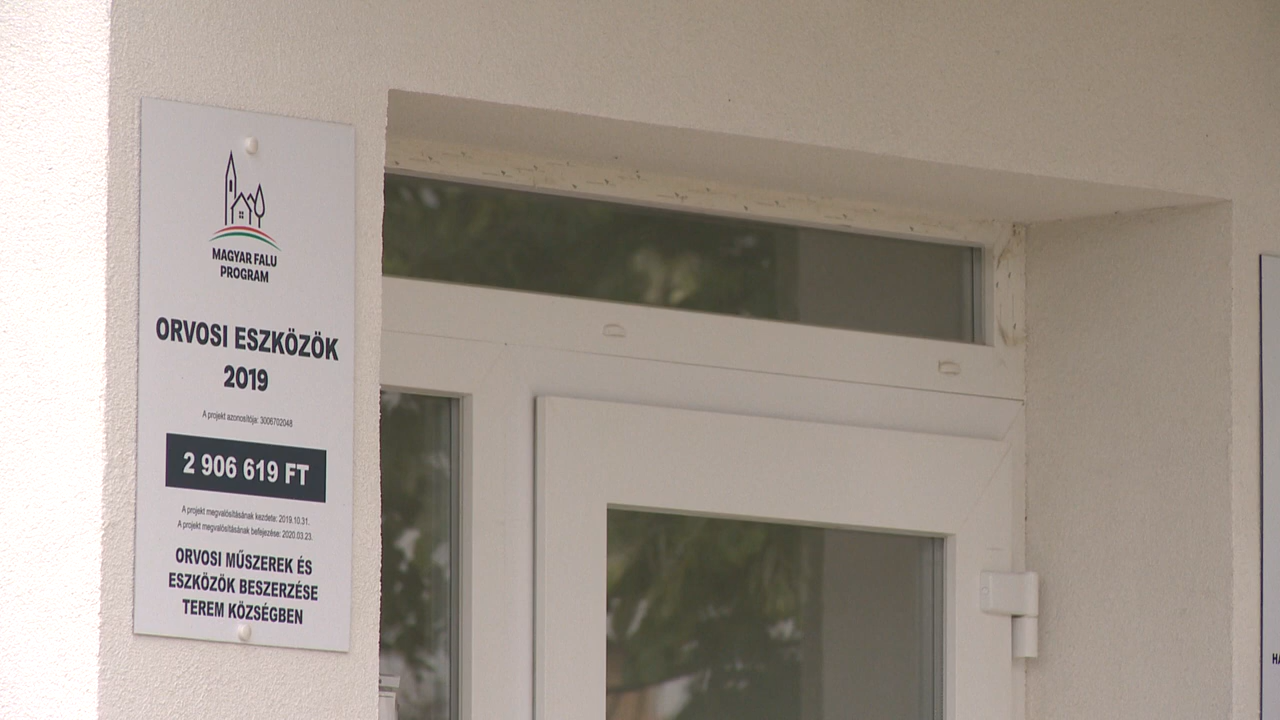 MAGYAR FALU
PROGRAM
ORVOSI ESZKÖZÖK
2019
A projekt azonosítója: 3006702048
2 906 619 FT
A projekt megvalósításának kezdete: 2019.10.31.
A projekt megvalósításának befejezése: 2020.03.23.
ORVOSI MŰSZEREK ÉS
ESZKÖZÖK BESZERZÉSE
TEREM KÖZSÉGBEN